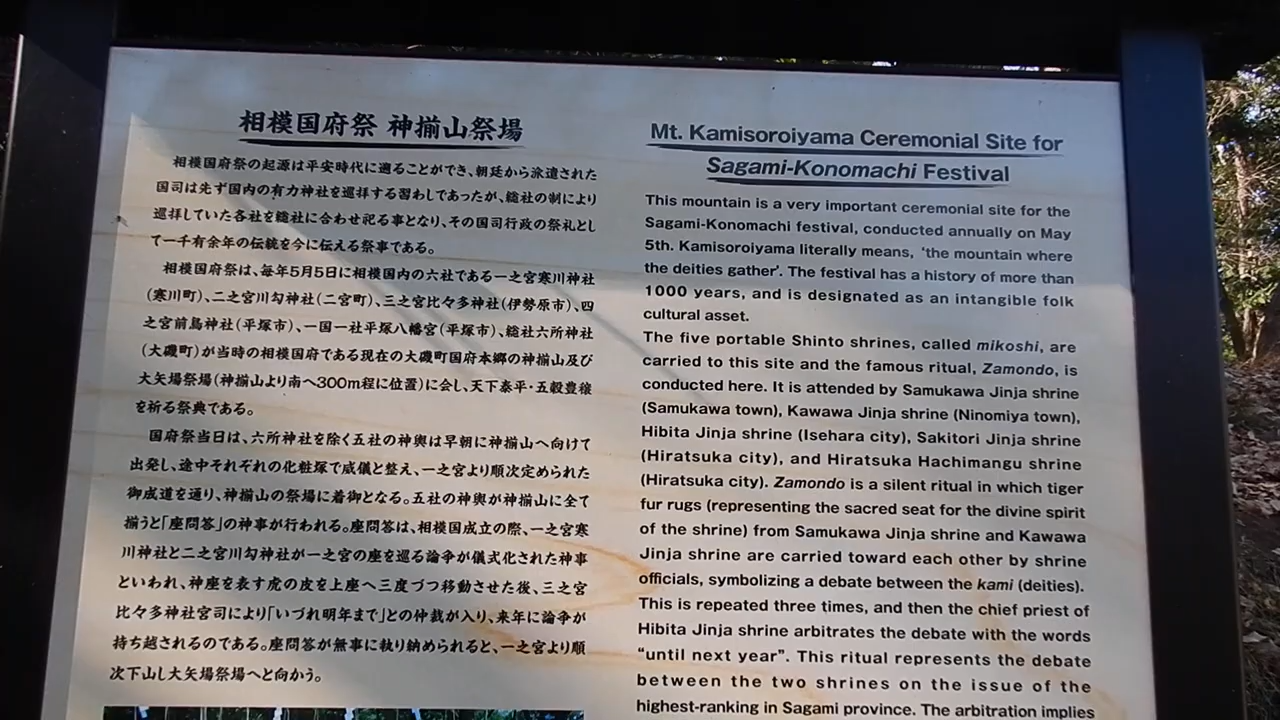 相模国府祭 神揃山祭場
相模国府祭の起源は平安時代に遡ることができ、朝廷から派遣された
国司は先ず国内の有力神社を巡拝する習わしであったが、総社の制により
巡拝していた各社を総社に合わせ祀る事となり、その国司行政の祭礼とし
て一千有余年の伝統を今に伝える祭事である。
相模国府祭は、毎年5月5日に相模国内の六社である一之宮寒川神社
(寒川町)、二之宮川勾神社(二宮町)、三之宮比々多神社(伊勢原市)、四
之宮前鳥神社(平塚市)、一国一社平塚八幡宮(平塚市)、総社六所神社
(大磯町)が当時の相模国府である現在の大磯町国府本郷の神揃山及び
大矢場祭場(神揃山より南へ300m程に位置)に会し、天下泰平・五穀豊穣
を祈る祭典である。
国府祭当日は、六所神社を除く五社の神輿は早朝に神揃山へ向けて
出発し、途中それぞれの化粧塚で威儀と整え、一之宮より順次定められた
御成道を通り、神揃山の祭場に着御となる。五社の神輿が神揃山に全て
揃うと「座問答」の神事が行われる。座問答は、相模国成立の際、一之宮寒
川神社と二之宮川勾神社が一之宮の座を巡る論争が儀式化された神事
といわれ、神座を表す虎の皮を上座へ三度づつ移動させた後、三之宮
比々多神社宮司により「いづれ明年まで」との仲裁が入り、来年に論争が
持ち越されるのである。座問答が無事に執り納められると、一之宮より順
次下山し大矢場祭場へと向かう。
Mt. Kamisoroiyama Ceremonial Site for
Sagami-Konomachi Festival
This mountain is a very important ceremonial site for the
Sagami-Konomachi festival, conducted annually on May
5th. Kamisoroiyama literally means, 'the mountain where
the deities gather'. The festival has a history of more than
1000 years, and is designated as an intangible folk
cultural asset.
The five portable Shinto shrines, called mikoshi, are
carried to this site and the famous ritual, Zamondo, is
conducted here. It is attended by Samukawa Jinja shrine
(Samukawa town), Kawawa Jinja shrine (Ninomiya town),
Hibita Jinja shrine (Isehara city), Sakitori Jinja shrine
(Hiratsuka city), and Hiratsuka Hachimangu shrine
(Hiratsuka city). Zamondo is a silent ritual in which tiger
fur rugs (representing the sacred seat for the divine spirit
of the shrine) from Samukawa Jinja shrine and Kawawa
Jinja shrine are carried toward each other by shrine
officials, symbolizing a debate between the kami (deities).
This is repeated three times, and then the chief priest of
Hibita Jinja shrine arbitrates the debate with the words
“until next year”. This ritual represents the debate
between the two shrines on the issue of the
highest-ranking in Sagami province. The arbitration implies